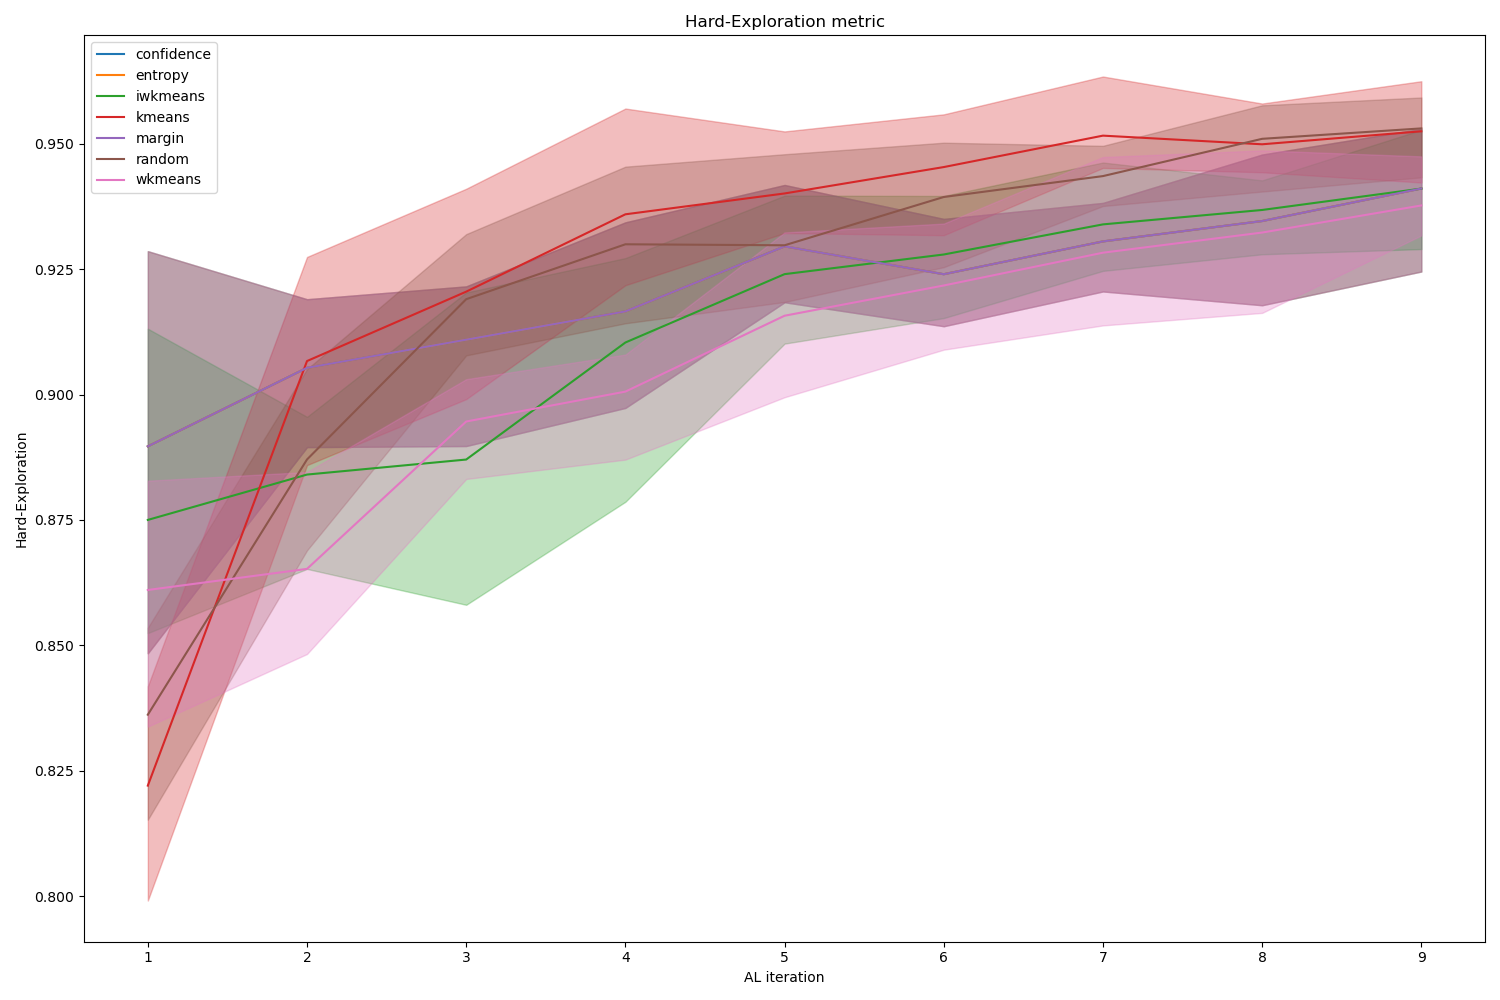 Hard-Exploration metric
confidence
entropy
iwkmeans
kmeans
margin
random
wkmeans
Hard-Exploration
0.950
0.925
0.900
0.875
0.850
0.825
0.800
1 2 3 4 5 6 7 8 9
AL iteration